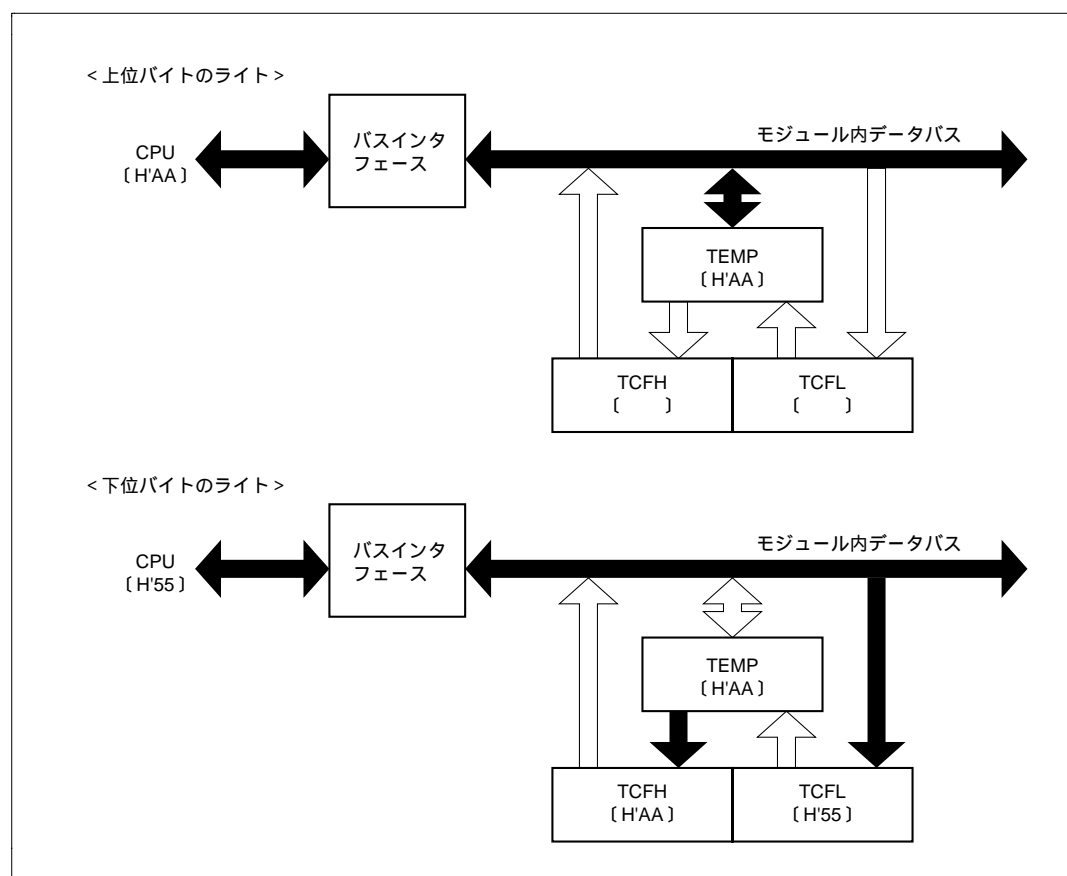 <上位バイトのライト>
バスインタ
フェース
モジュール内データバス
CPU
〔H'AA〕
TEMP
〔H'AA〕
TCFH
〔 〕
TCFL
〔 〕
<下位バイトのライト>
バスインタ
フェース
モジュール内データバス
CPU
〔H'55〕
TEMP
〔H'AA〕
TCFH
〔H'AA〕
TCFL
〔H'55〕